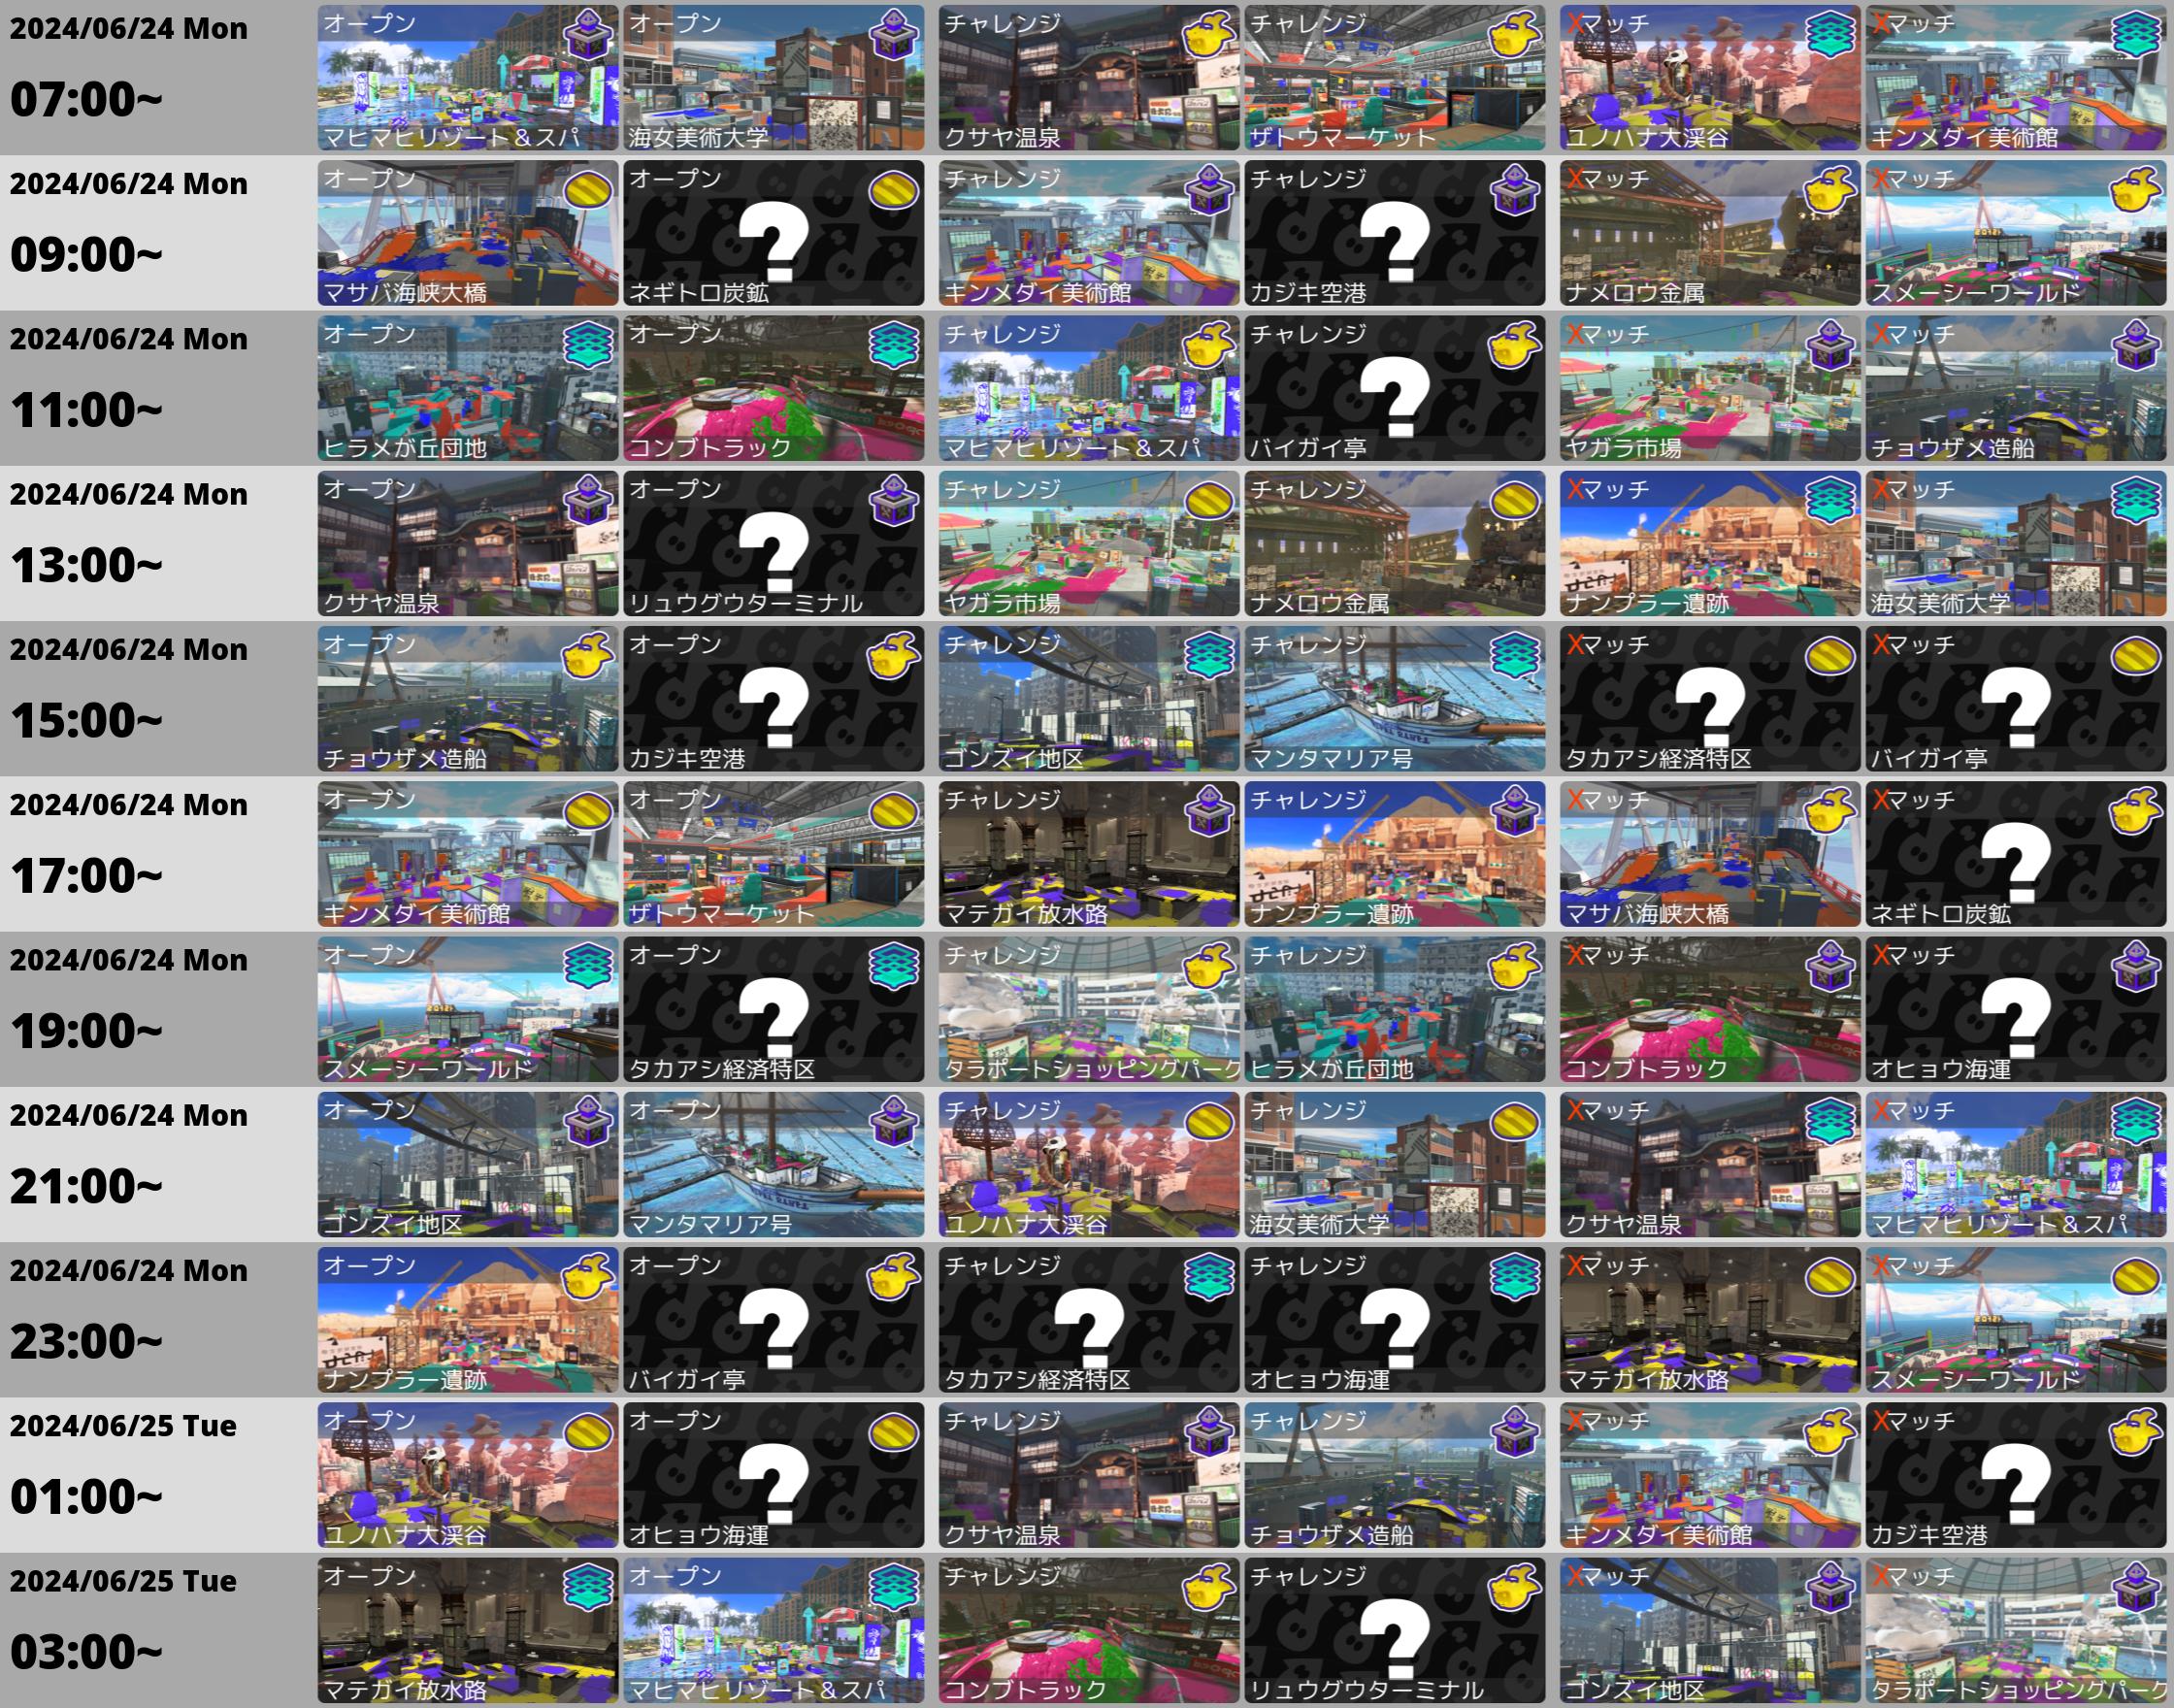 2024/06/24 Mon
07:00~
オープン
マヒマヒリゾート＆スパ
オープン
海女美術大学
チャレンジ
クサヤ温泉
チャレンジ
ザトウマーケット
Xマッチ
ユノハナ大渓谷
Xマッチ
キンメダイ美術館
2024/06/24 Mon
09:00~
オープン
マサバ海峡大橋
オープン
ネギトロ炭鉱
チャレンジ
キンメダイ美術館
チャレンジ
カジキ空港
Xマッチ
ナメロウ金属
Xマッチ
スメーシーワールド
2024/06/24 Mon
11:00~
オープン
ヒラメが丘団地
オープン
コンブトラック
チャレンジ
マヒマヒリゾート＆スパ
チャレンジ
バイガイ亭
Xマッチ
ヤガラ市場
Xマッチ
チョウザメ造船
2024/06/24 Mon
13:00~
オープン
クサヤ温泉
オープン
リュウグウターミナル
チャレンジ
ヤガラ市場
チャレンジ
ナメロウ金属
Xマッチ
ナンプラー遺跡
Xマッチ
海女美術大学
2024/06/24 Mon
15:00~
オープン
チョウザメ造船
オープン
カジキ空港
チャレンジ
ゴンズイ地区
チャレンジ
マンタマリア号
Xマッチ
タカアシ経済特区
Xマッチ
バイガイ亭
2024/06/24 Mon
17:00~
オープン
キンメダイ美術館
オープン
ザトウマーケット
チャレンジ
マテガイ放水路
チャレンジ
ナンプラー遺跡
Xマッチ
マサバ海峡大橋
Xマッチ
ネギトロ炭鉱
2024/06/24 Mon
19:00~
オープン
スメーシーワールド
オープン
タカアシ経済特区
チャレンジ
タラポートショッピングパーク
チャレンジ
ヒラメが丘団地
Xマッチ
コンブトラック
Xマッチ
オヒョウ海運
2024/06/24 Mon
21:00~
オープン
ゴンズイ地区
オープン
マンタマリア号
チャレンジ
ユノハナ大渓谷
チャレンジ
海女美術大学
Xマッチ
クサヤ温泉
Xマッチ
マヒマヒリゾート＆スパ
2024/06/24 Mon
23:00~
オープン
ナンプラー遺跡
オープン
バイガイ亭
チャレンジ
タカアシ経済特区
チャレンジ
オヒョウ海運
Xマッチ
マテガイ放水路
Xマッチ
スメーシーワールド
2024/06/25 Tue
01:00~
オープン
ユノハナ大渓谷
オープン
オヒョウ海運
チャレンジ
クサヤ温泉
チャレンジ
チョウザメ造船
Xマッチ
キンメダイ美術館
Xマッチ
カジキ空港
2024/06/25 Tue
03:00~
オープン
マテガイ放水路
オープン
マヒマヒリゾート＆スパ
チャレンジ
コンブトラック
チャレンジ
リュウグウターミナル
Xマッチ
ゴンズイ地区
Xマッチ
タラポートショッピングパーク